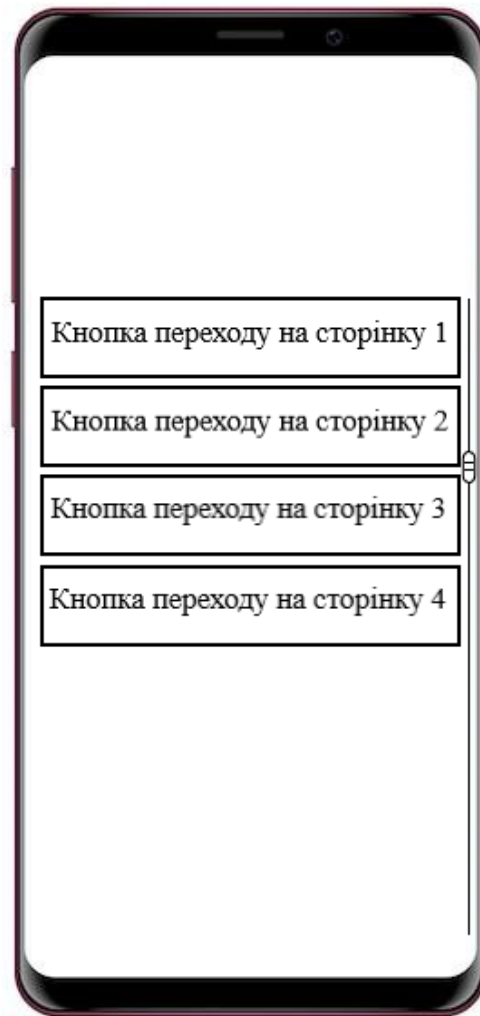 Кнопка переходу на сторінку 1
Кнопка переходу на сторінку 2
Кнопка переходу на сторінку 3
Кнопка переходу на сторінку 4